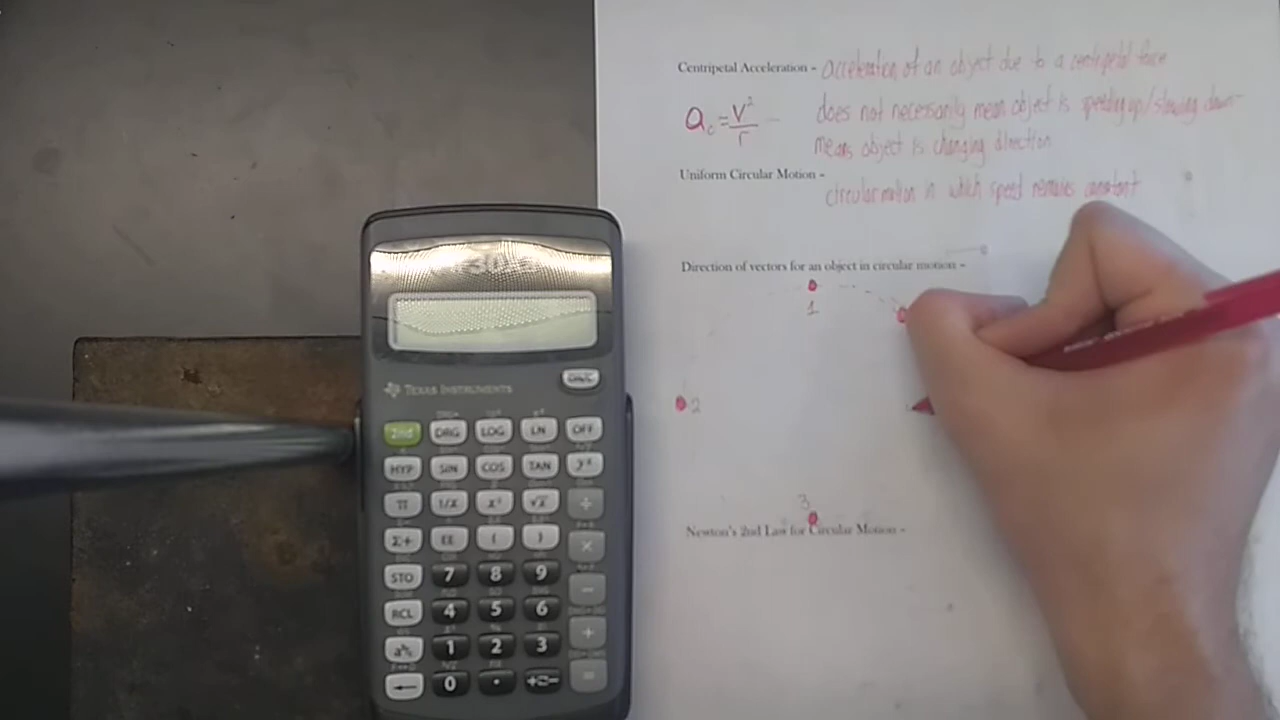 Centripetal Acceleration - acceleration of an object due to a centripetal force
a_c = v²/r does not necessarily mean object is speeding up/slowing down
means object is changing direction
Uniform Circular Motion -
circular motion in which speed remains constant
Direction of vectors for an object in circular motion -
1
2
3
Newton's 2nd Law for Circular Motion -
TEXAS INSTRUMENTS
ON/C
2nd DRG LOG LN OFF
HYP SIN COS TAN yˣ
π 1/x x² √x ÷
Σ+ EE ( ) ×
STO 7 8 9 −
RCL 4 5 6 +
1 2 3 =
← 0 .